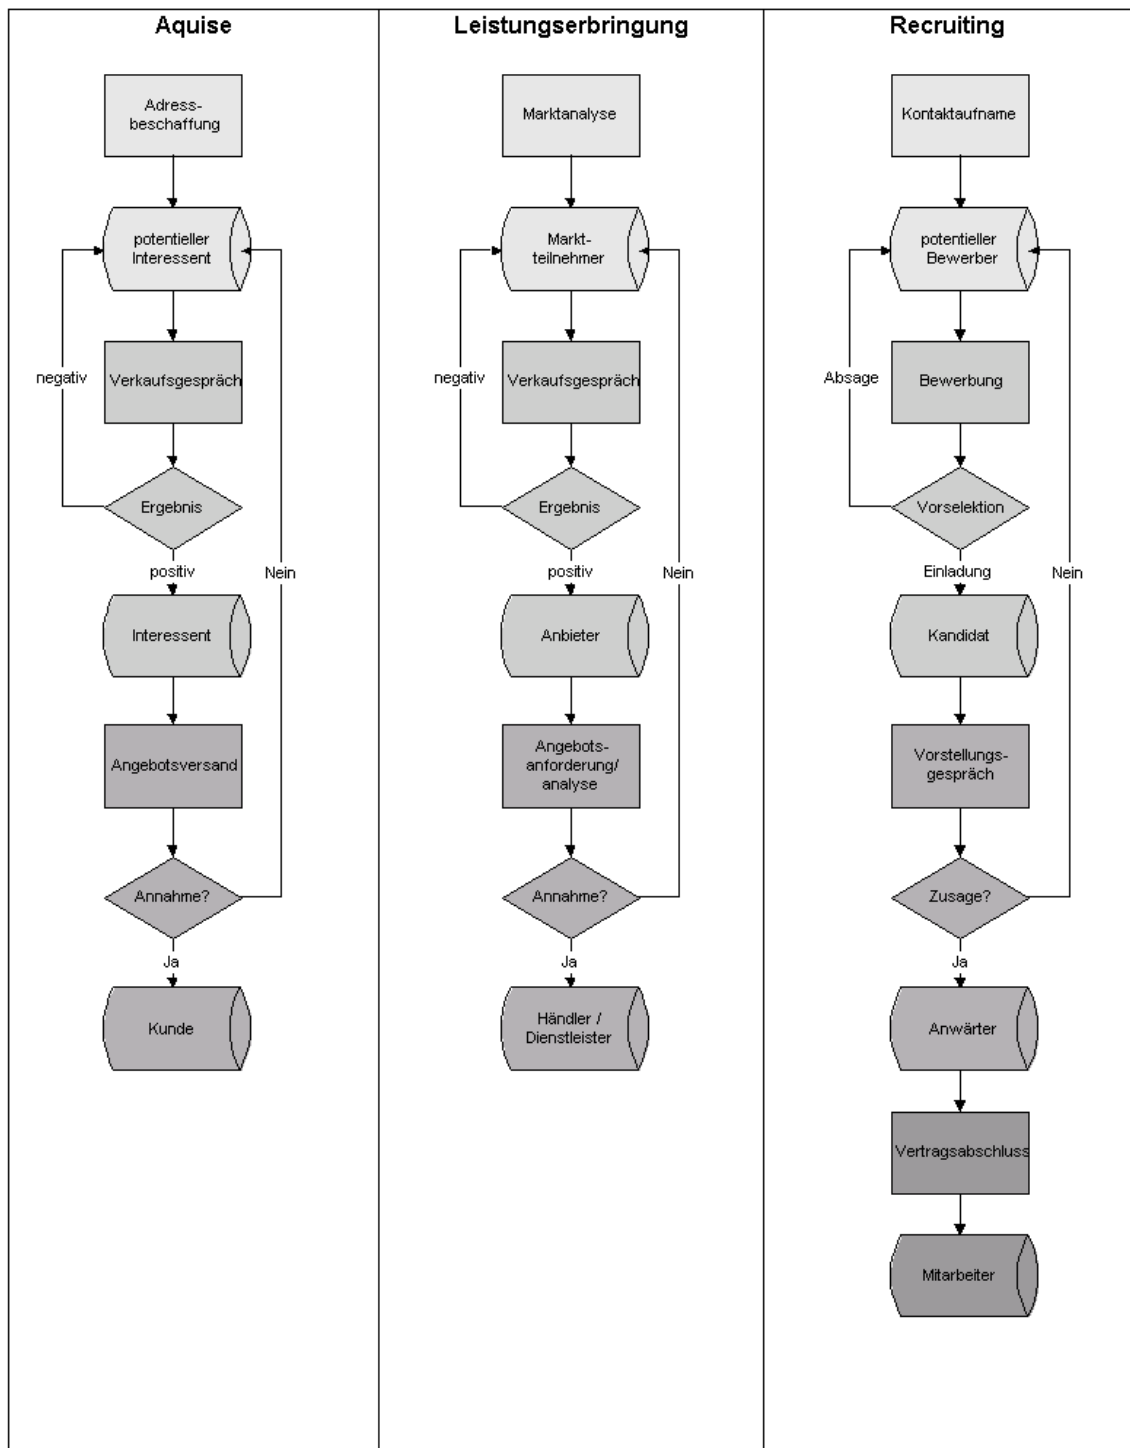 Aquise
Adress-
beschaffung
potentieller
Interessent
negativ
Verkaufsgespräch
Ergebnis
positiv
Nein
Interessent
Angebotsversand
Annahme?
Ja
Kunde
Leistungserbringung
Marktanalyse
Markt-
teilnehmer
negativ
Verkaufsgespräch
Ergebnis
positiv
Nein
Anbieter
Angebots-
anforderung/
analyse
Annahme?
Ja
Händler /
Dienstleister
Recruiting
Kontaktaufname
potentieller
Bewerber
Absage
Bewerbung
Vorselektion
Einladung
Nein
Kandidat
Vorstellungs-
gespräch
Zusage?
Ja
Anwärter
Vertragsabschluss
Mitarbeiter